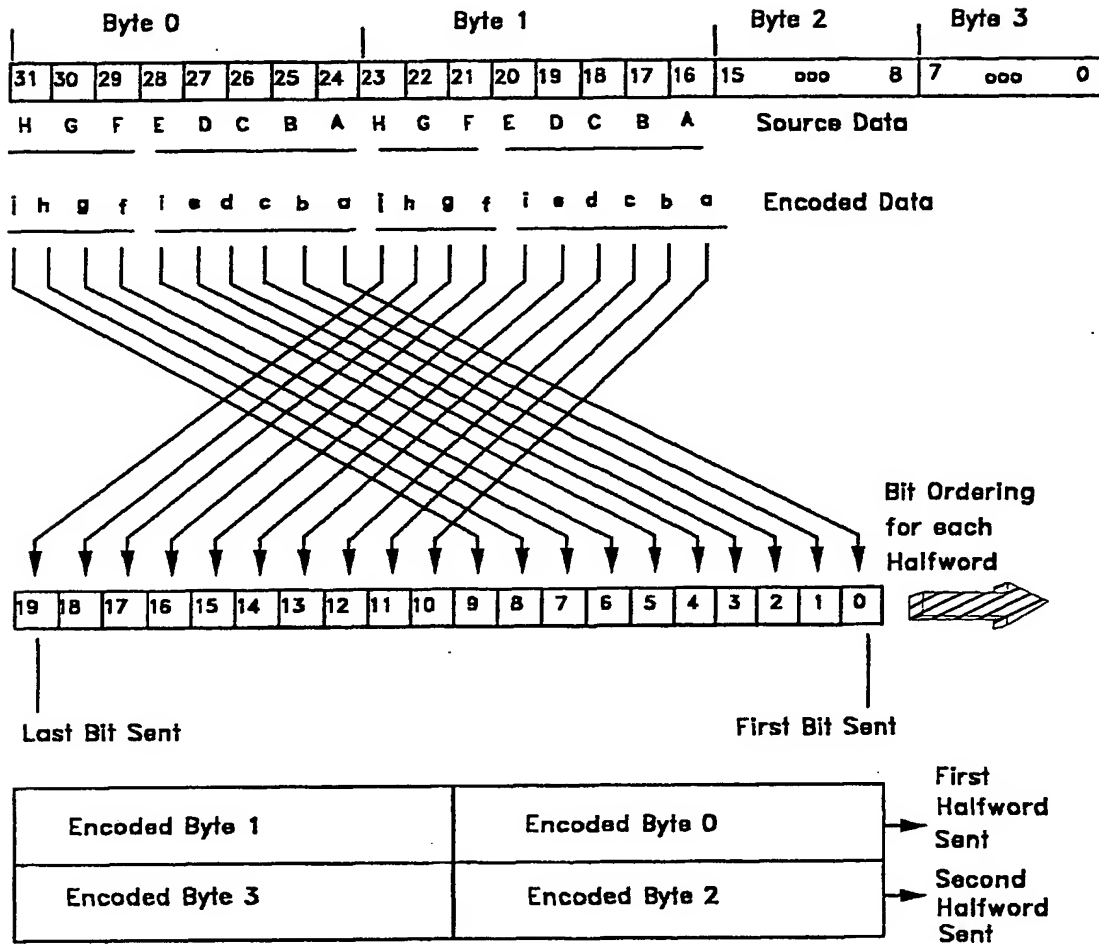 Byte 0 Byte 1 Byte 2 Byte 3
31 30 29 28 27 26 25 24 23 22 21 20 19 18 17 16 15 ooo 8 7 ooo 0
H G F E D C B A H G F E D C B A Source Data
j h g f i e d c b a j h g f i e d c b a Encoded Data
Bit Ordering
for each
Halfword
19 18 17 16 15 14 13 12 11 10 9 8 7 6 5 4 3 2 1 0
Last Bit Sent First Bit Sent
Encoded Byte 1 Encoded Byte 0
First
Halfword
Sent
Encoded Byte 3 Encoded Byte 2
Second
Halfword
Sent